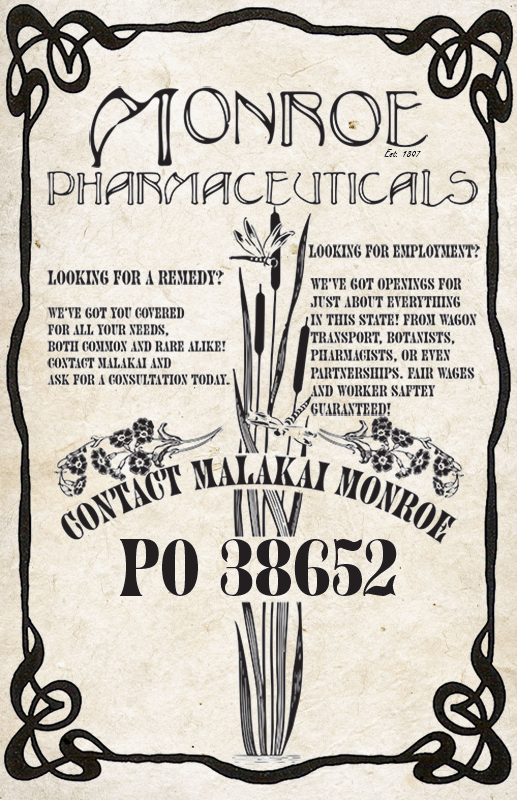 MONROE
Est. 1897
PHARMACEUTICALS
LOOKING FOR A REMEDY?
WE'VE GOT YOU COVERED
FOR ALL YOUR NEEDS,
BOTH COMMON AND RARE ALIKE!
CONTACT MALAKAI AND
ASK FOR A CONSULTATION TODAY.
LOOKING FOR EMPLOYMENT?
WE'VE GOT OPENINGS FOR
JUST ABOUT EVERYTHING
IN THIS STATE! FROM WAGON
TRANSPORT, BOTANISTS,
PHARMACISTS, OR EVEN
PARTNERSHIPS. FAIR WAGES
AND WORKER SAFTEY
GUARANTEED!
CONTACT MALAKAI MONROE
PO 38652